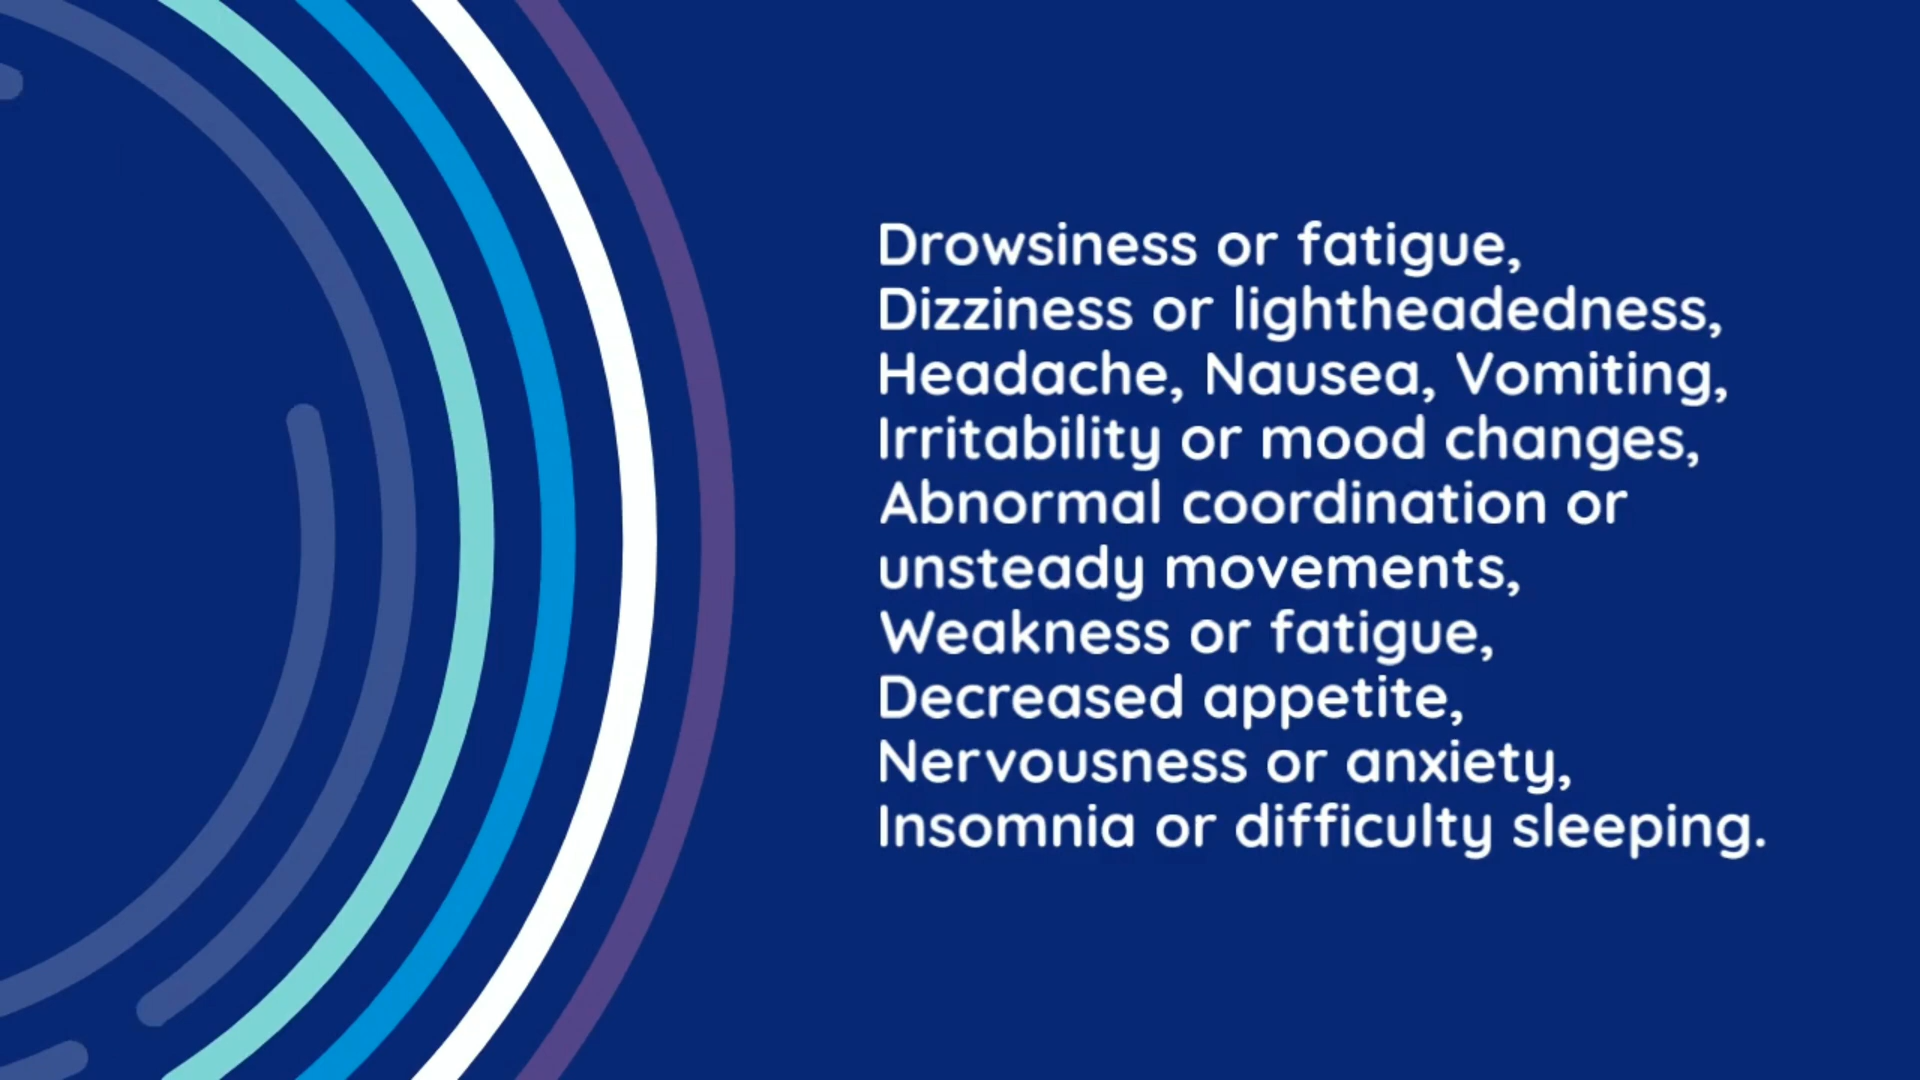 Drowsiness or fatigue,
Dizziness or lightheadedness,
Headache, Nausea, Vomiting,
Irritability or mood changes,
Abnormal coordination or
unsteady movements,
Weakness or fatigue,
Decreased appetite,
Nervousness or anxiety,
Insomnia or difficulty sleeping.